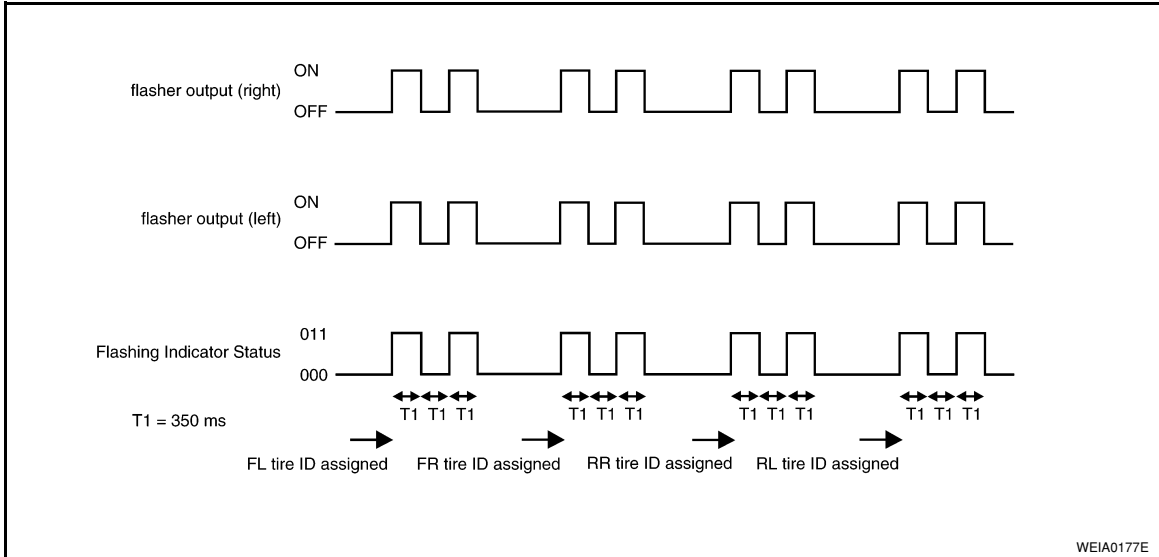 ON
flasher output (right)
OFF
ON
flasher output (left)
OFF
011
Flashing Indicator Status
000
T1 T1 T1 T1 T1 T1 T1 T1 T1 T1 T1 T1
T1 = 350 ms
FL tire ID assigned FR tire ID assigned RR tire ID assigned RL tire ID assigned
WEIA0177E